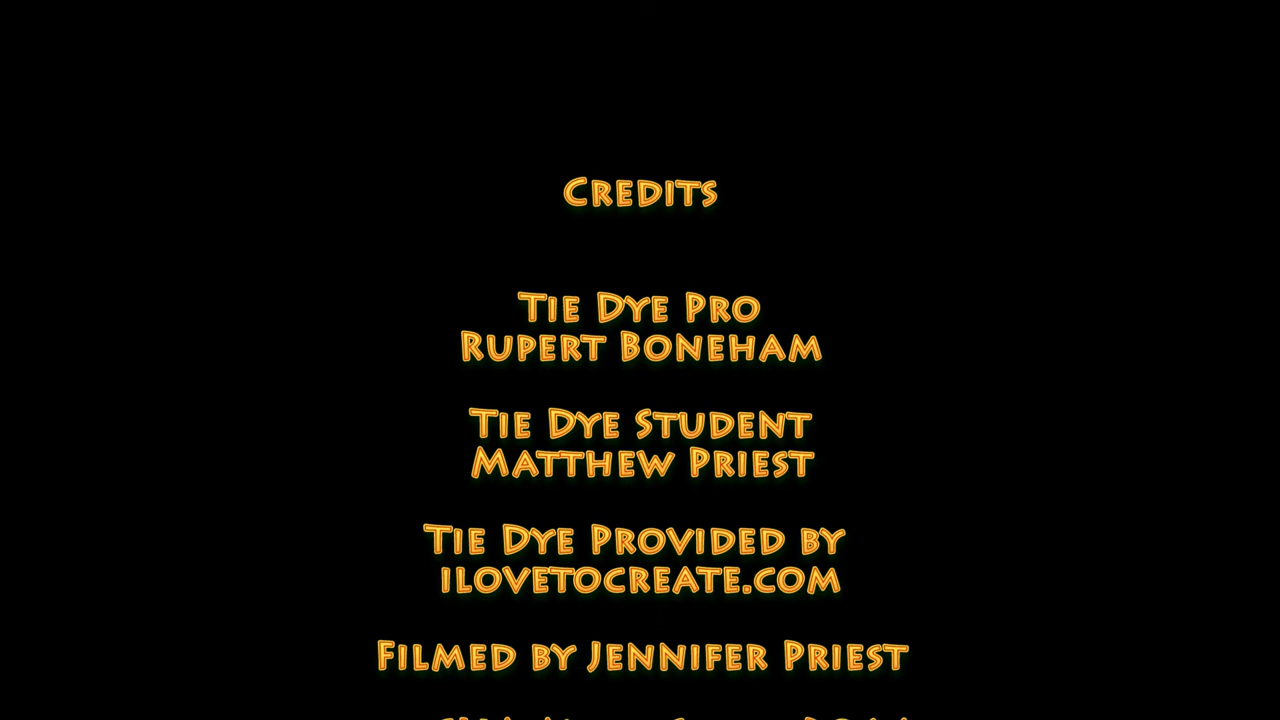 Credits
Tie Dye Pro
Rupert Boneham
Tie Dye Student
Matthew Priest
Tie Dye Provided by
ilovetocreate.com
Filmed by Jennifer Priest